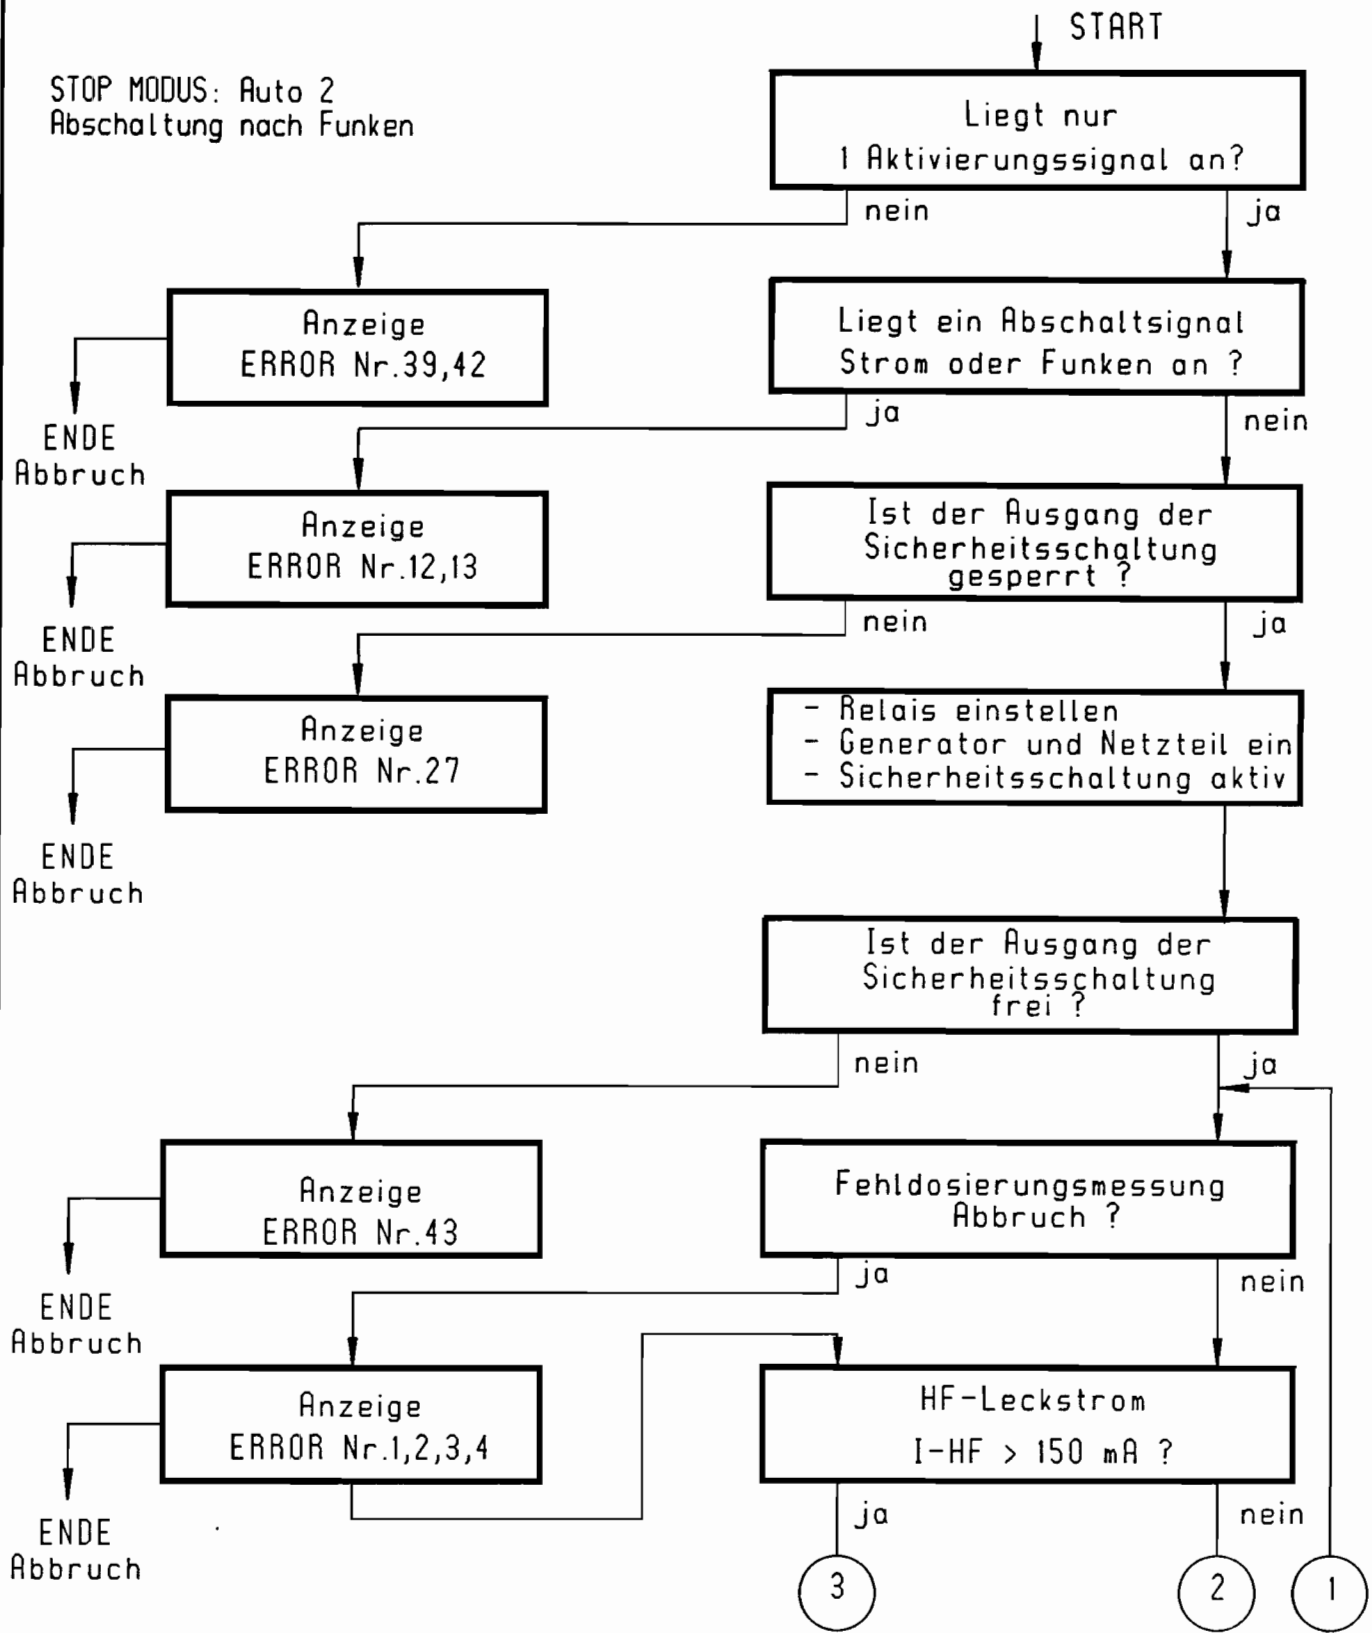 START
STOP MODUS: Auto 2
Abschaltung nach Funken
Liegt nur
1 Aktivierungssignal an?
nein
ja
Anzeige
ERROR Nr.39,42
Liegt ein Abschaltsignal
Strom oder Funken an ?
ENDE
Abbruch
ja
nein
Anzeige
ERROR Nr.12,13
Ist der Ausgang der
Sicherheitsschaltung
gesperrt ?
ENDE
Abbruch
nein
ja
Anzeige
ERROR Nr.27
- Relais einstellen
- Generator und Netzteil ein
- Sicherheitsschaltung aktiv
ENDE
Abbruch
Ist der Ausgang der
Sicherheitsschaltung
frei ?
nein
ja
Anzeige
ERROR Nr.43
Fehldosierungsmessung
Abbruch ?
ENDE
Abbruch
ja
nein
Anzeige
ERROR Nr.1,2,3,4
HF-Leckstrom
I-HF > 150 mA ?
ENDE
Abbruch
ja
nein
3
2
1